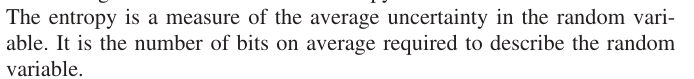 The entropy is a measure of the average uncertainty in the random vari-
able. It is the number of bits on average required to describe the random
variable.